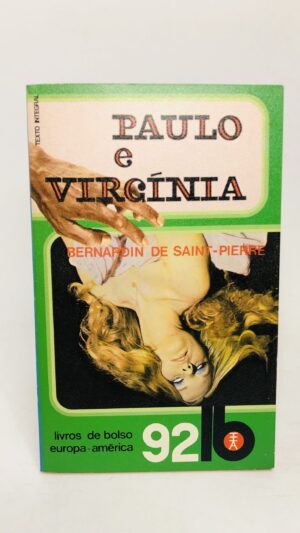 TEXTO INTEGRAL
PAULO
e
VIRGÍNIA
BERNARDIN DE SAINT-PIERRE
livros de bolso
europa-américa
92 lb